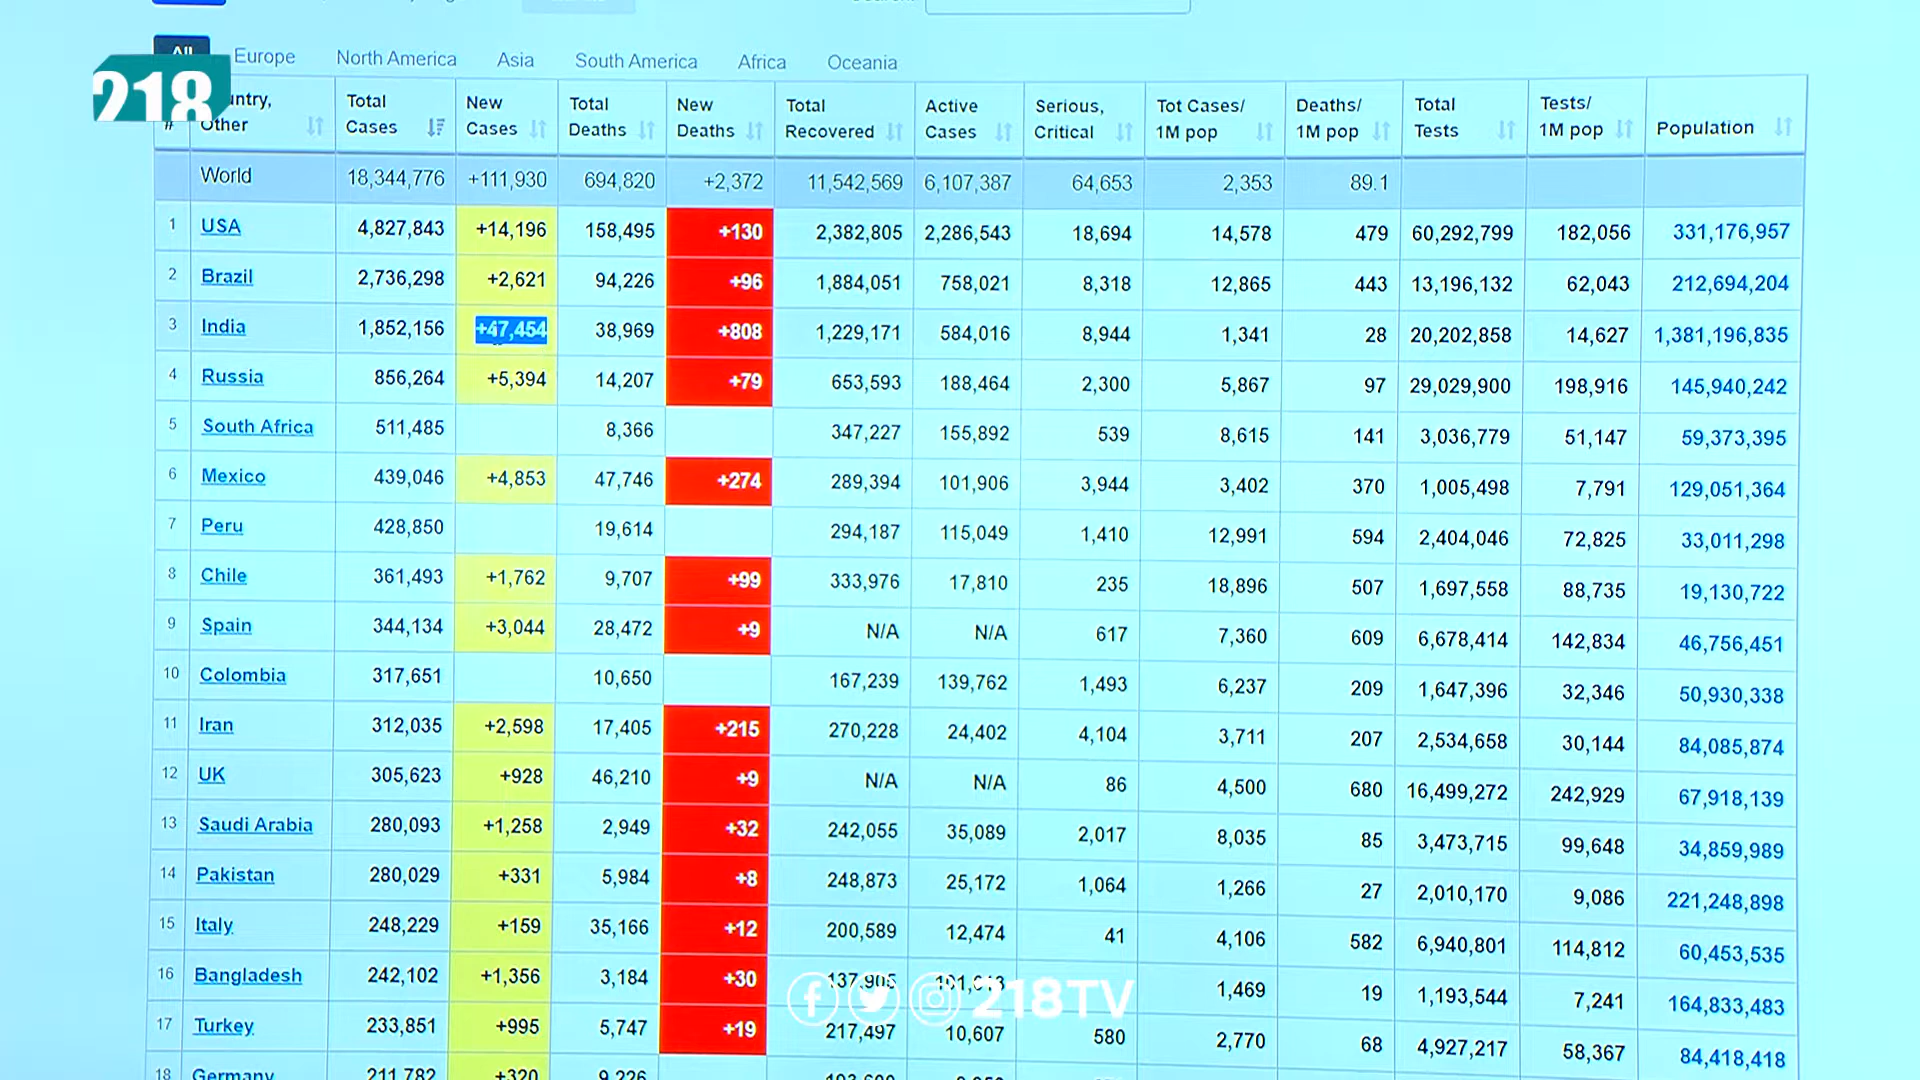 All Europe North America Asia South America Africa Oceania
218
# Other Total Cases New Cases Total Deaths New Deaths Total Recovered Active Cases Serious, Critical Tot Cases/ 1M pop Deaths/ 1M pop Total Tests Tests/ 1M pop Population
World 18,344,776 +111,930 694,820 +2,372 11,542,569 6,107,387 64,653 2,353 89.1
1 USA 4,827,843 +14,196 158,495 +130 2,382,805 2,286,543 18,694 14,578 479 60,292,799 182,056 331,176,957
2 Brazil 2,736,298 +2,621 94,226 +96 1,884,051 758,021 8,318 12,865 443 13,196,132 62,043 212,694,204
3 India 1,852,156 +47,454 38,969 +808 1,229,171 584,016 8,944 1,341 28 20,202,858 14,627 1,381,196,835
4 Russia 856,264 +5,394 14,207 +79 653,593 188,464 2,300 5,867 97 29,029,900 198,916 145,940,242
5 South Africa 511,485 8,366 347,227 155,892 539 8,615 141 3,036,779 51,147 59,373,395
6 Mexico 439,046 +4,853 47,746 +274 289,394 101,906 3,944 3,402 370 1,005,498 7,791 129,051,364
7 Peru 428,850 19,614 294,187 115,049 1,410 12,991 594 2,404,046 72,825 33,011,298
8 Chile 361,493 +1,762 9,707 +99 333,976 17,810 235 18,896 507 1,697,558 88,735 19,130,722
9 Spain 344,134 +3,044 28,472 +9 N/A N/A 617 7,360 609 6,678,414 142,834 46,756,451
10 Colombia 317,651 10,650 167,239 139,762 1,493 6,237 209 1,647,396 32,346 50,930,338
11 Iran 312,035 +2,598 17,405 +215 270,228 24,402 4,104 3,711 207 2,534,658 30,144 84,085,874
12 UK 305,623 +928 46,210 +9 N/A N/A 86 4,500 680 16,499,272 242,929 67,918,139
13 Saudi Arabia 280,093 +1,258 2,949 +32 242,055 35,089 2,017 8,035 85 3,473,715 99,648 34,859,989
14 Pakistan 280,029 +331 5,984 +8 248,873 25,172 1,064 1,266 27 2,010,170 9,086 221,248,898
15 Italy 248,229 +159 35,166 +12 200,589 12,474 41 4,106 582 6,940,801 114,812 60,453,535
16 Bangladesh 242,102 +1,356 3,184 +30 137,905 1,469 19 1,193,544 7,241 164,833,483
218TV
17 Turkey 233,851 +995 5,747 +19 217,497 10,607 580 2,770 68 4,927,217 58,367 84,418,418
18 Germany 211,782 +320 9,226